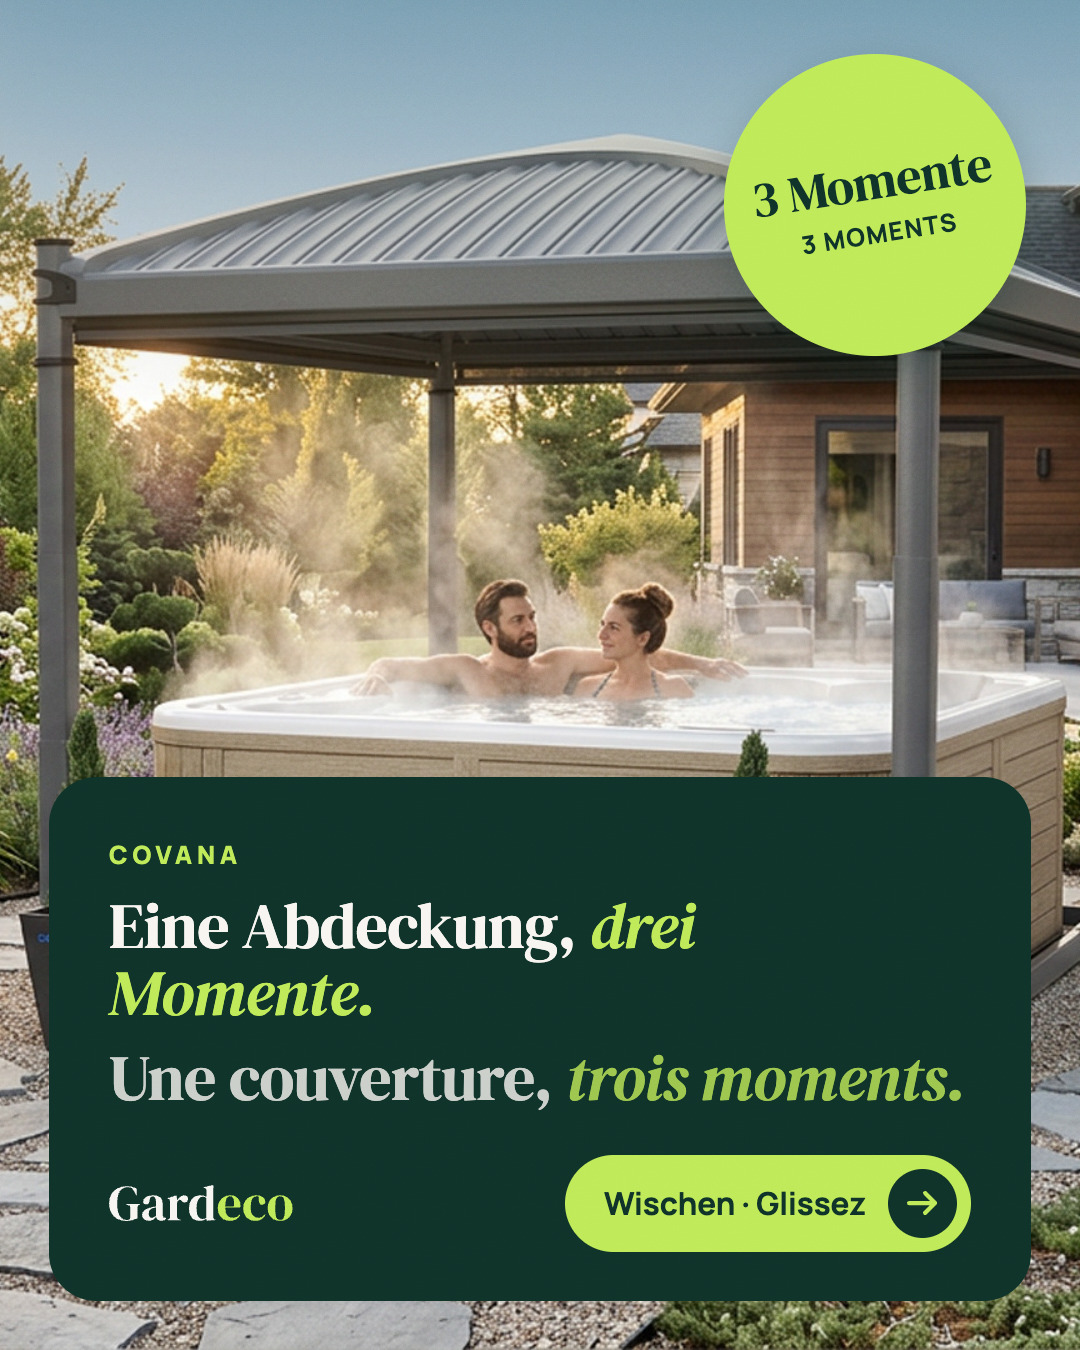 3 Momente
3 MOMENTS
COVANA
Eine Abdeckung, drei
Momente.
Une couverture, trois moments.
Gardeco
Wischen · Glissez